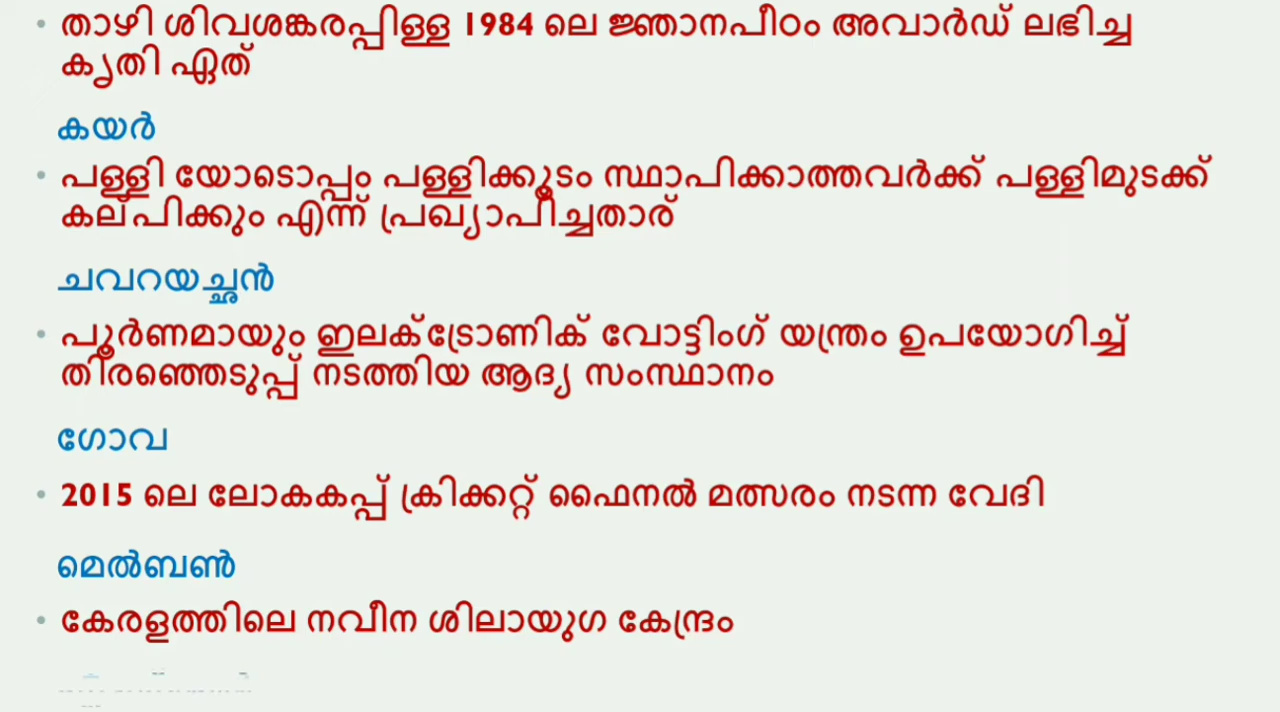 താഴി ശിവശങ്കരപ്പിള്ള 1984 ലെ ജ്ഞാനപീഠം അവാർഡ് ലഭിച്ച
കൃതി ഏത്
കയർ
പള്ളി യോടൊപ്പം പള്ളിക്കൂടം സ്ഥാപിക്കാത്തവർക്ക് പള്ളിമുടക്ക്
കല്പിക്കും എന്ന് പ്രഖ്യാപിച്ചതാര്
ചവറയച്ഛൻ
പൂർണമായും ഇലക്ട്രോണിക് വോട്ടിംഗ് യന്ത്രം ഉപയോഗിച്ച്
തിരഞ്ഞെടുപ്പ് നടത്തിയ ആദ്യ സംസ്ഥാനം
ഗോവ
2015 ലെ ലോകകപ്പ് ക്രിക്കറ്റ് ഫൈനൽ മത്സരം നടന്ന വേദി
മെൽബൺ
കേരളത്തിലെ നവീന ശിലായുഗ കേന്ദ്രം